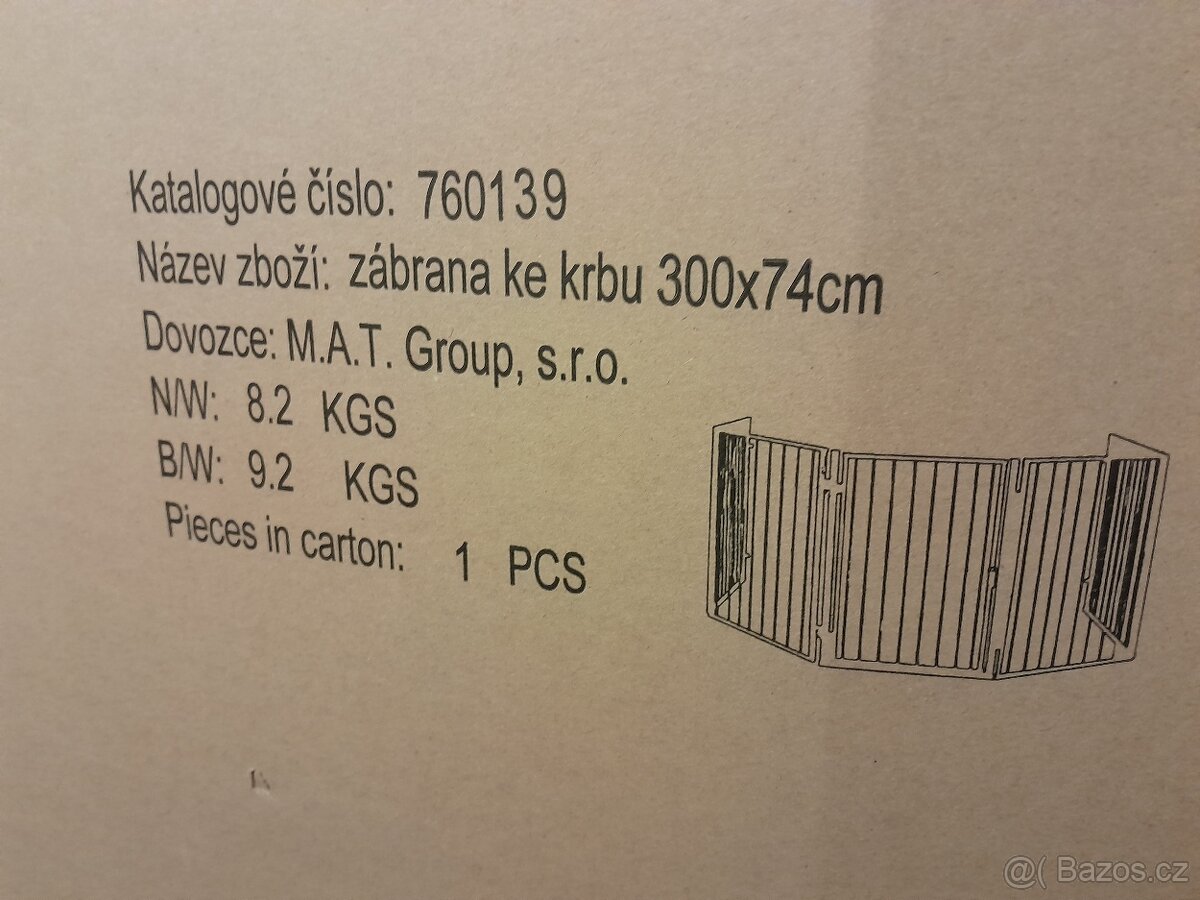 Katalogové číslo: 760139
Název zboží: zábrana ke krbu 300x74cm
Dovozce: M.A.T. Group, s.r.o.
N/W: 8.2 KGS
B/W: 9.2 KGS
Pieces in carton: 1 PCS
@( Bazos.cz